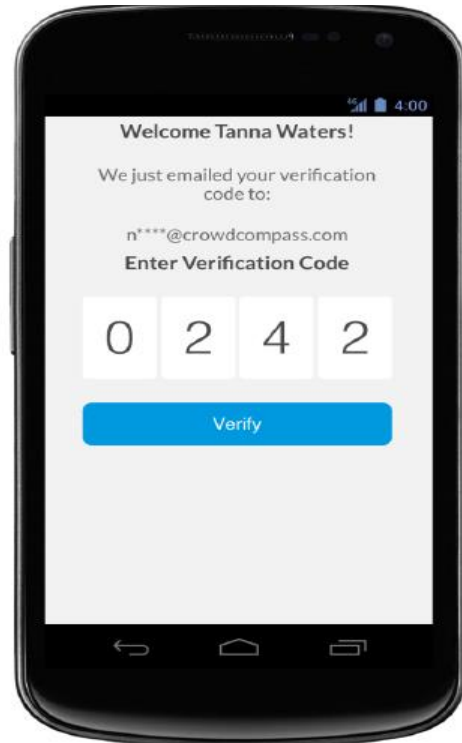 4G 4:00
Welcome Tanna Waters!
We just emailed your verification
code to:
n****@crowdcompass.com
Enter Verification Code
0 2 4 2
Verify